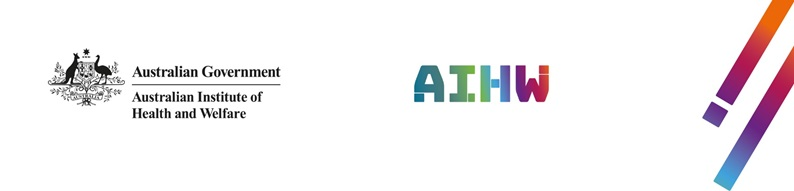 Australian Government
Australian Institute of
Health and Welfare
AIHW